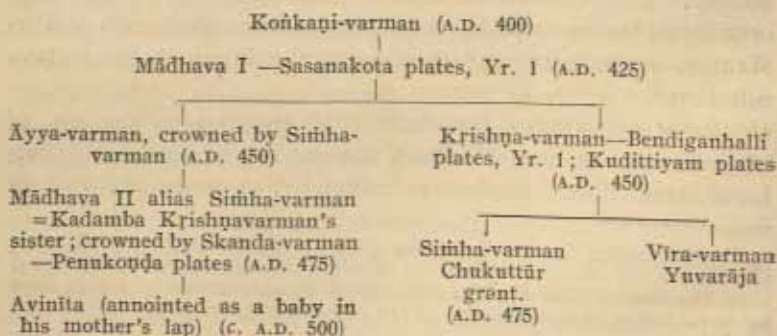 Koṅkaṇi-varman (A.D. 400)
Mādhava I —Sasanakota plates, Yr. 1 (A.D. 425)
Āyya-varman, crowned by Siṁha-
varman (A.D. 450)
Mādhava II alias Siṁha-varman
=Kadamba Kṛishṇavarman's
sister; crowned by Skanda-varman
—Penukoṇḍa plates (A.D. 475)
Avinīta (annointed as a baby in
his mother's lap) (c. A.D. 500)
Kṛishṇa-varman—Bendiganhalli
plates, Yr. 1; Kudittiyam plates
(A.D. 450)
Siṁha-varman
Chukuttūr
grant.
(A.D. 475)
Vīra-varman
Yuvarāja